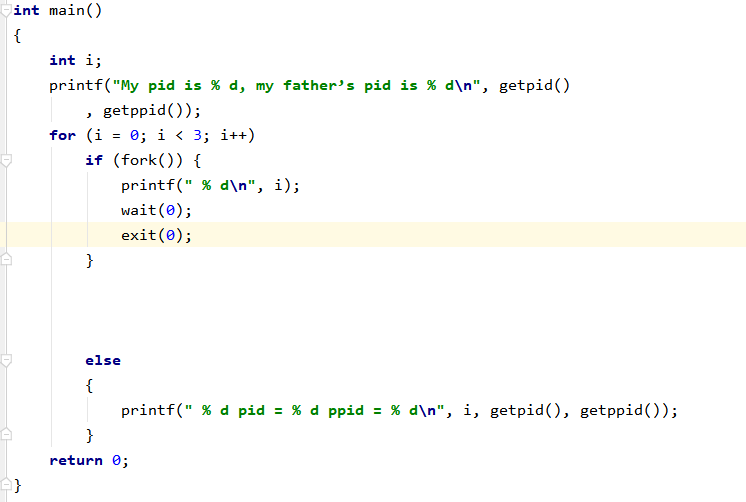 int main()
{
    int i;
    printf("My pid is % d, my father’s pid is % d\n", getpid()
        , getppid());
    for (i = 0; i < 3; i++)
        if (fork()) {
            printf(" % d\n", i);
            wait(0);
            exit(0);
        }
        else
        {
            printf(" % d pid = % d ppid = % d\n", i, getpid(), getppid());
        }
    return 0;
}